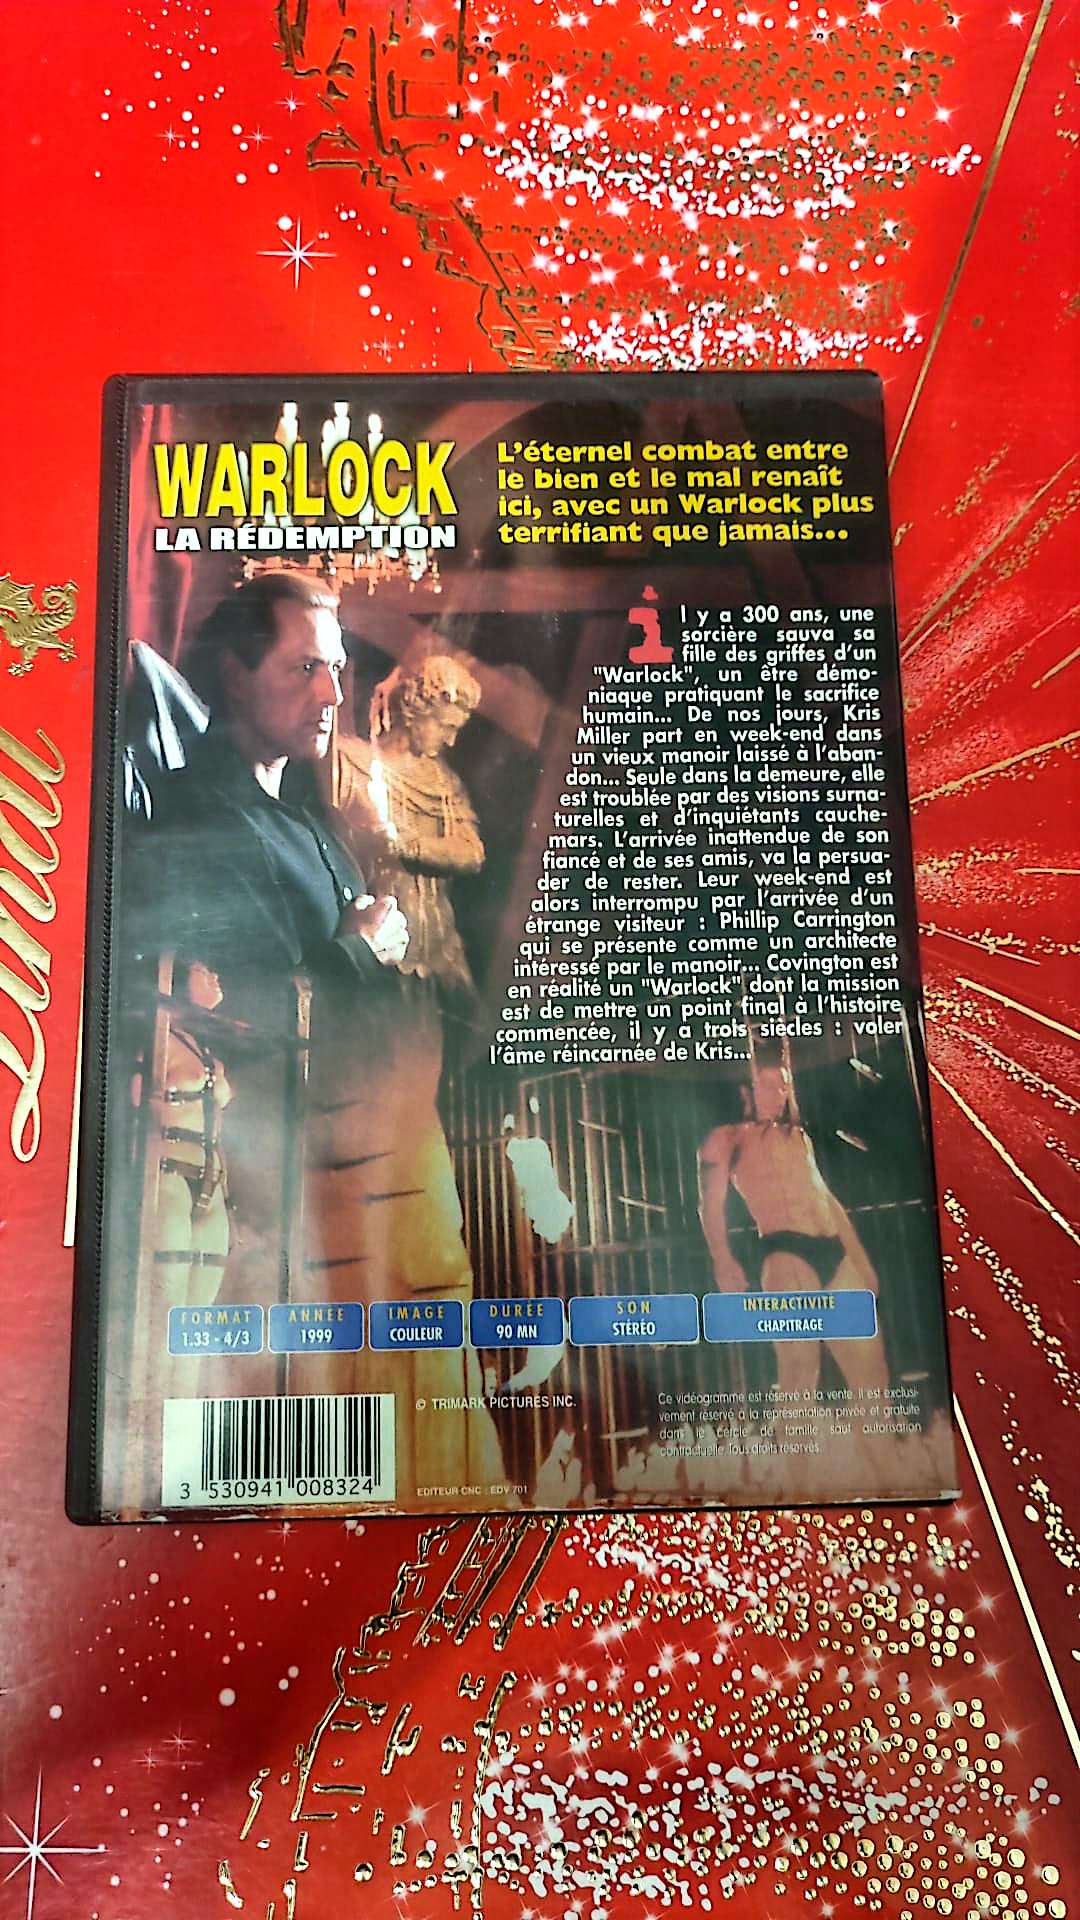 WARLOCK
LA RÉDEMPTION
L'éternel combat entre
le bien et le mal renaît
ici, avec un Warlock plus
terrifiant que jamais...
il y a 300 ans, une
sorcière sauva sa
fille des griffes d'un
"Warlock", un être démo-
niaque pratiquant le sacrifice
humain... De nos jours, Kris
Miller part en week-end dans
un vieux manoir laissé à l'aban-
don... Seule dans la demeure, elle
est troublée par des visions surna-
turelles et d'inquiétants cauche-
mars. L'arrivée inattendue de son
fiancé et de ses amis, va la persua-
der de rester. Leur week-end est
alors interrompu par l'arrivée d'un
étrange visiteur : Phillip Carrington
qui se présente comme un architecte
intéressé par le manoir... Covington est
en réalité un "Warlock" dont la mission
est de mettre un point final à l'histoire
commencée, il y a trois siècles : voler
l'âme réincarnée de Kris...
Lindt
FORMAT
1.33 - 4/3
ANNÉE
1999
IMAGE
COULEUR
DURÉE
90 MN
SON
STÉRÉO
INTERACTIVITÉ
CHAPITRAGE
© TRIMARK PICTURES INC.
Ce vidéogramme est réservé à la vente. Il est exclusi-
vement réservé à la représentation privée et gratuite
dans le cercle de famille sauf autorisation
contractuelle. Tous droits réservés.
3 530941 008324
EDITEUR CNC : EDV 701